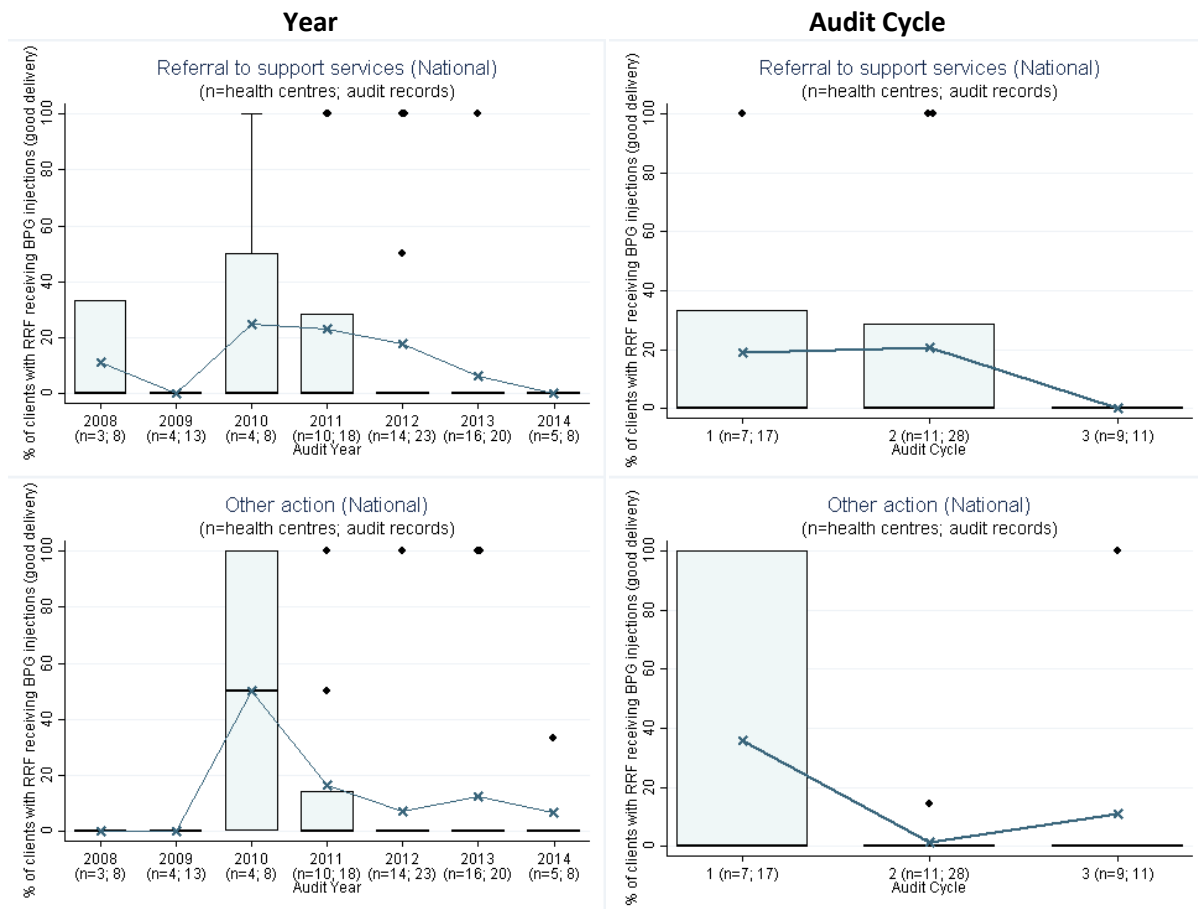 Year
Audit Cycle
Referral to support services (National)
(n=health centres; audit records)
% of clients with RRF receiving BPG injections (good delivery)
100
80
60
40
20
0
2008 2009 2010 2011 2012 2013 2014
(n=3; 8) (n=4; 13) (n=4; 8) (n=10; 18) (n=14; 23) (n=16; 20) (n=5; 8)
Audit Year
Referral to support services (National)
(n=health centres; audit records)
% of clients with RRF receiving BPG injections (good delivery)
100
80
60
40
20
0
1 (n=7; 17) 2 (n=11; 28) 3 (n=9; 11)
Audit Cycle
Other action (National)
(n=health centres; audit records)
% of clients with RRF receiving BPG injections (good delivery)
100
80
60
40
20
0
2008 2009 2010 2011 2012 2013 2014
(n=3; 8) (n=4; 13) (n=4; 8) (n=10; 18) (n=14; 23) (n=16; 20) (n=5; 8)
Audit Year
Other action (National)
(n=health centres; audit records)
% of clients with RRF receiving BPG injections (good delivery)
100
80
60
40
20
0
1 (n=7; 17) 2 (n=11; 28) 3 (n=9; 11)
Audit Cycle